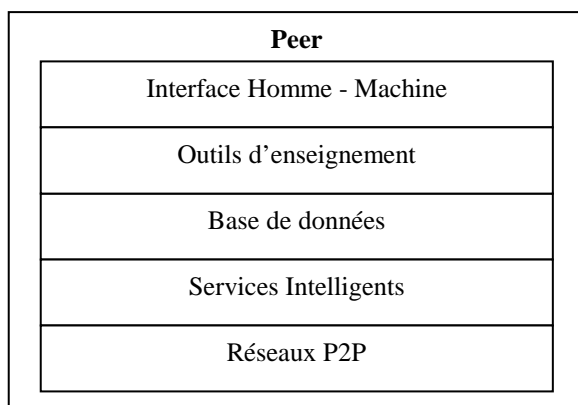 Peer
Interface Homme - Machine
Outils d'enseignement
Base de données
Services Intelligents
Réseaux P2P